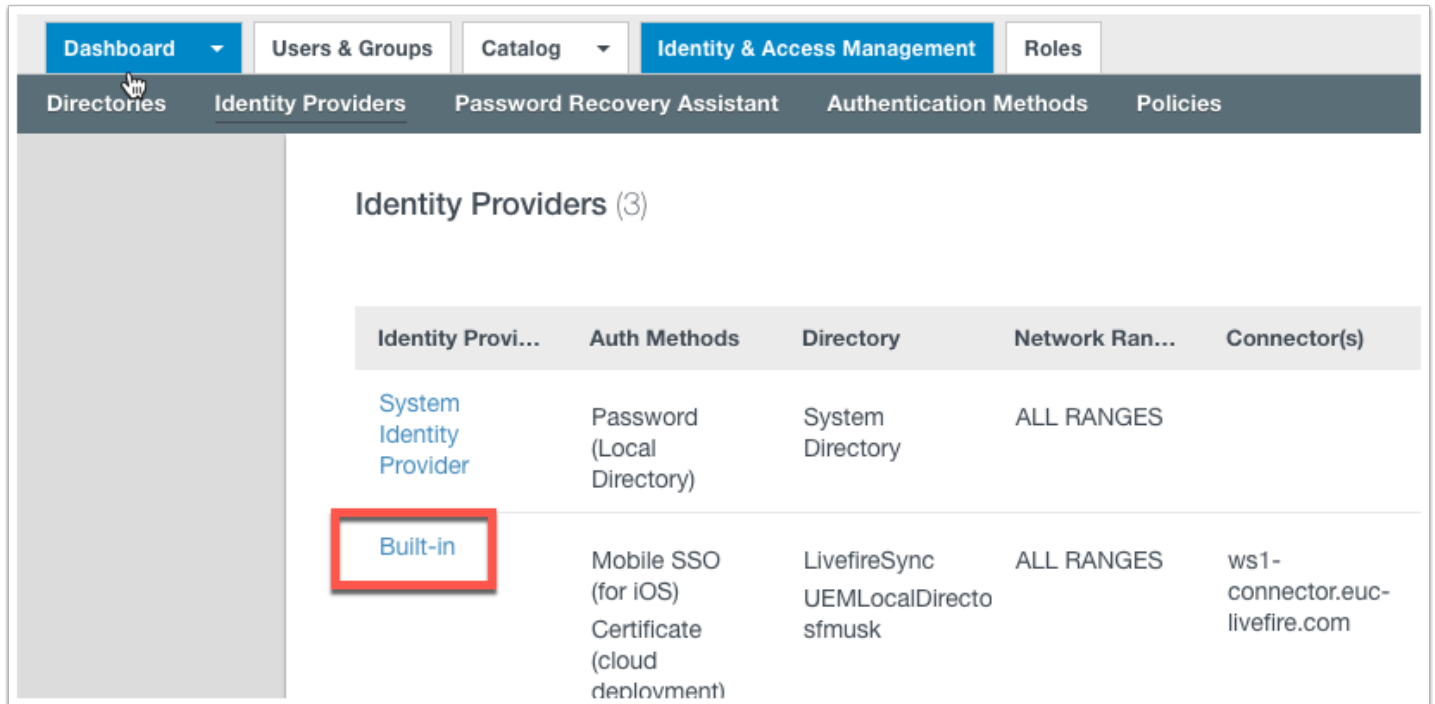 Dashboard Users & Groups Catalog Identity & Access Management Roles
Directories Identity Providers Password Recovery Assistant Authentication Methods Policies
Identity Providers (3)
Identity Provi... Auth Methods Directory Network Ran... Connector(s)
System
Identity
Provider
Password
(Local
Directory)
System
Directory
ALL RANGES
Built-in
Mobile SSO
(for iOS)
Certificate
(cloud
deployment)
LivefireSync
UEMLocalDirecto
sfmusk
ALL RANGES
ws1-
connector.euc-
livefire.com